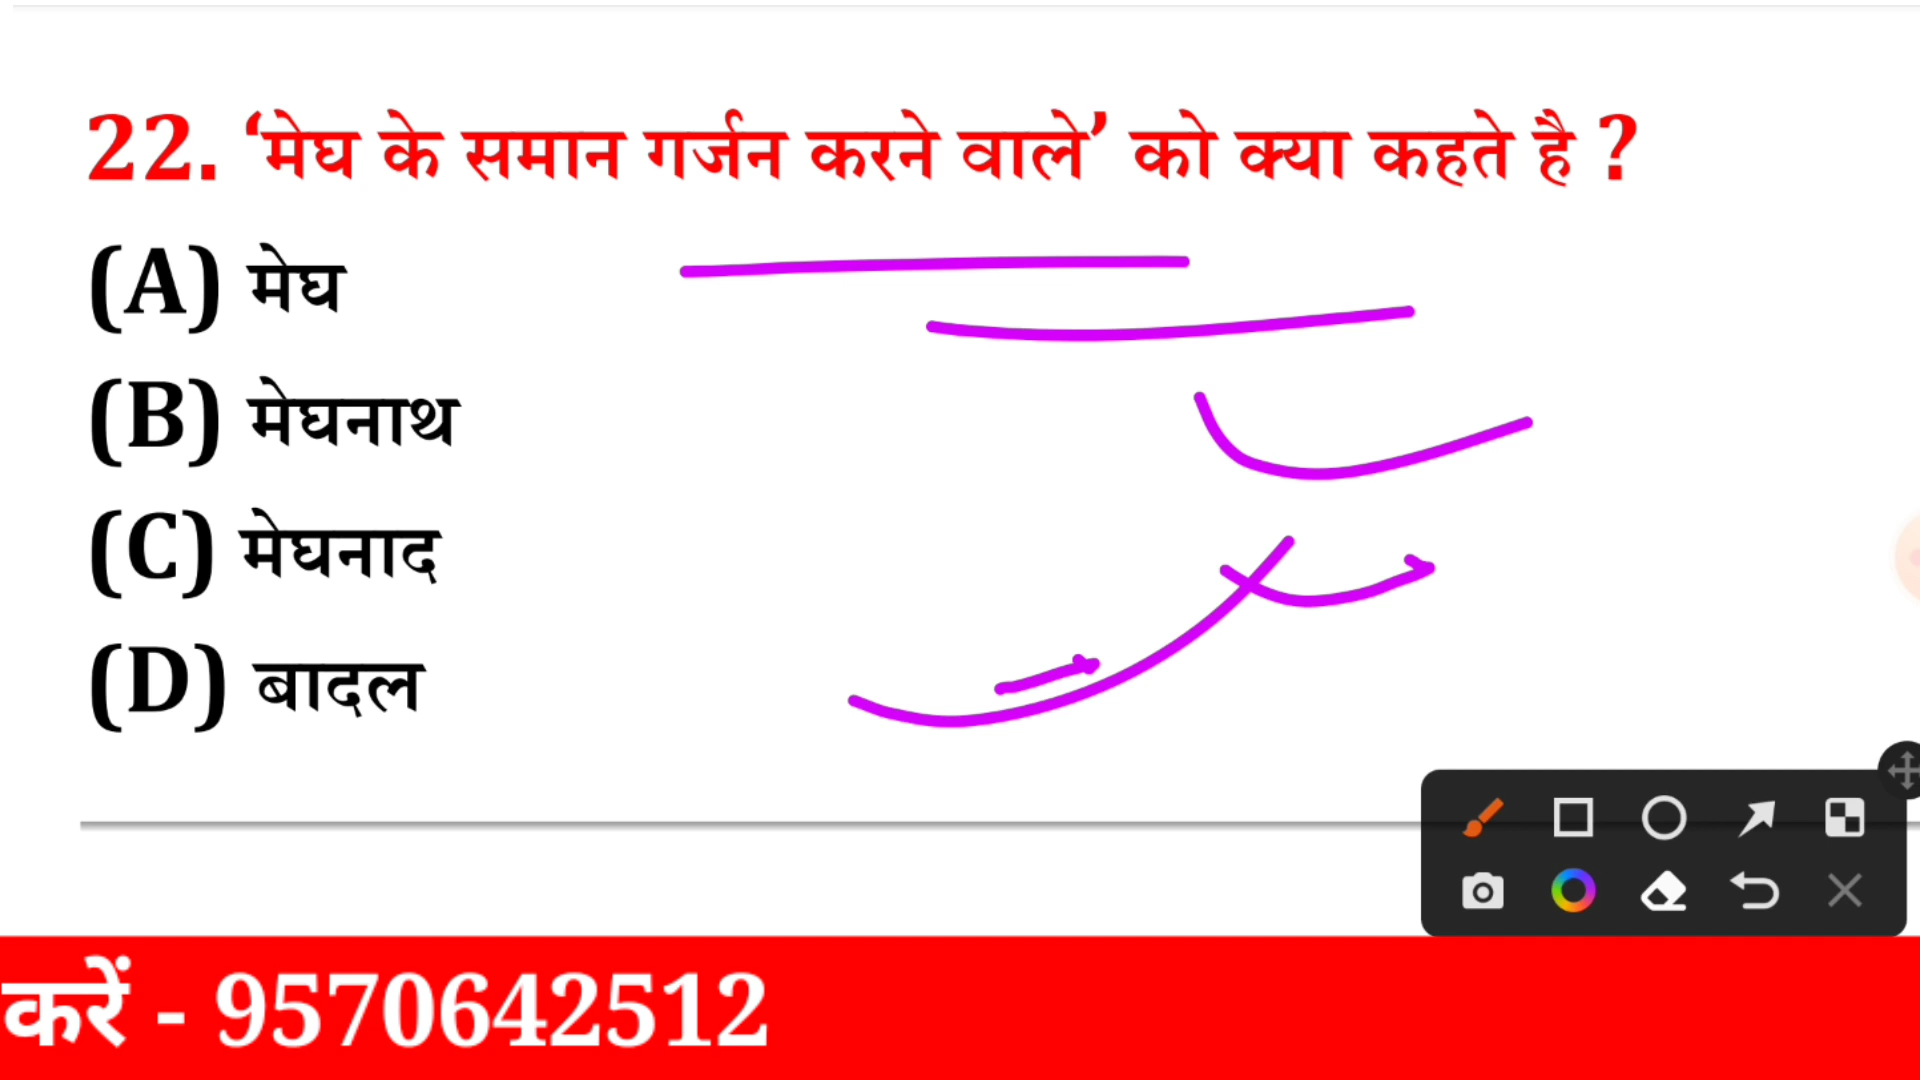 22. ‘मेघ के समान गर्जन करने वाले’ को क्या कहते है ?
(A) मेघ
(B) मेघनाथ
(C) मेघनाद
(D) बादल
करें - 9570642512